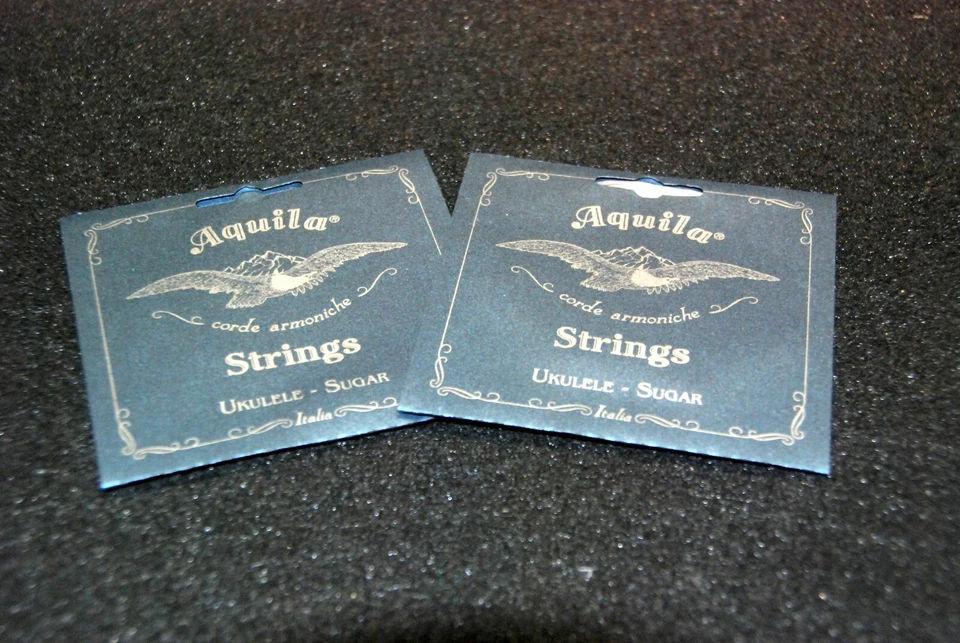 Aquila®
corde armoniche
Strings
UKULELE - SUGAR
Italia
Aquila®
corde armoniche
Strings
UKULELE - SUGAR
Italia